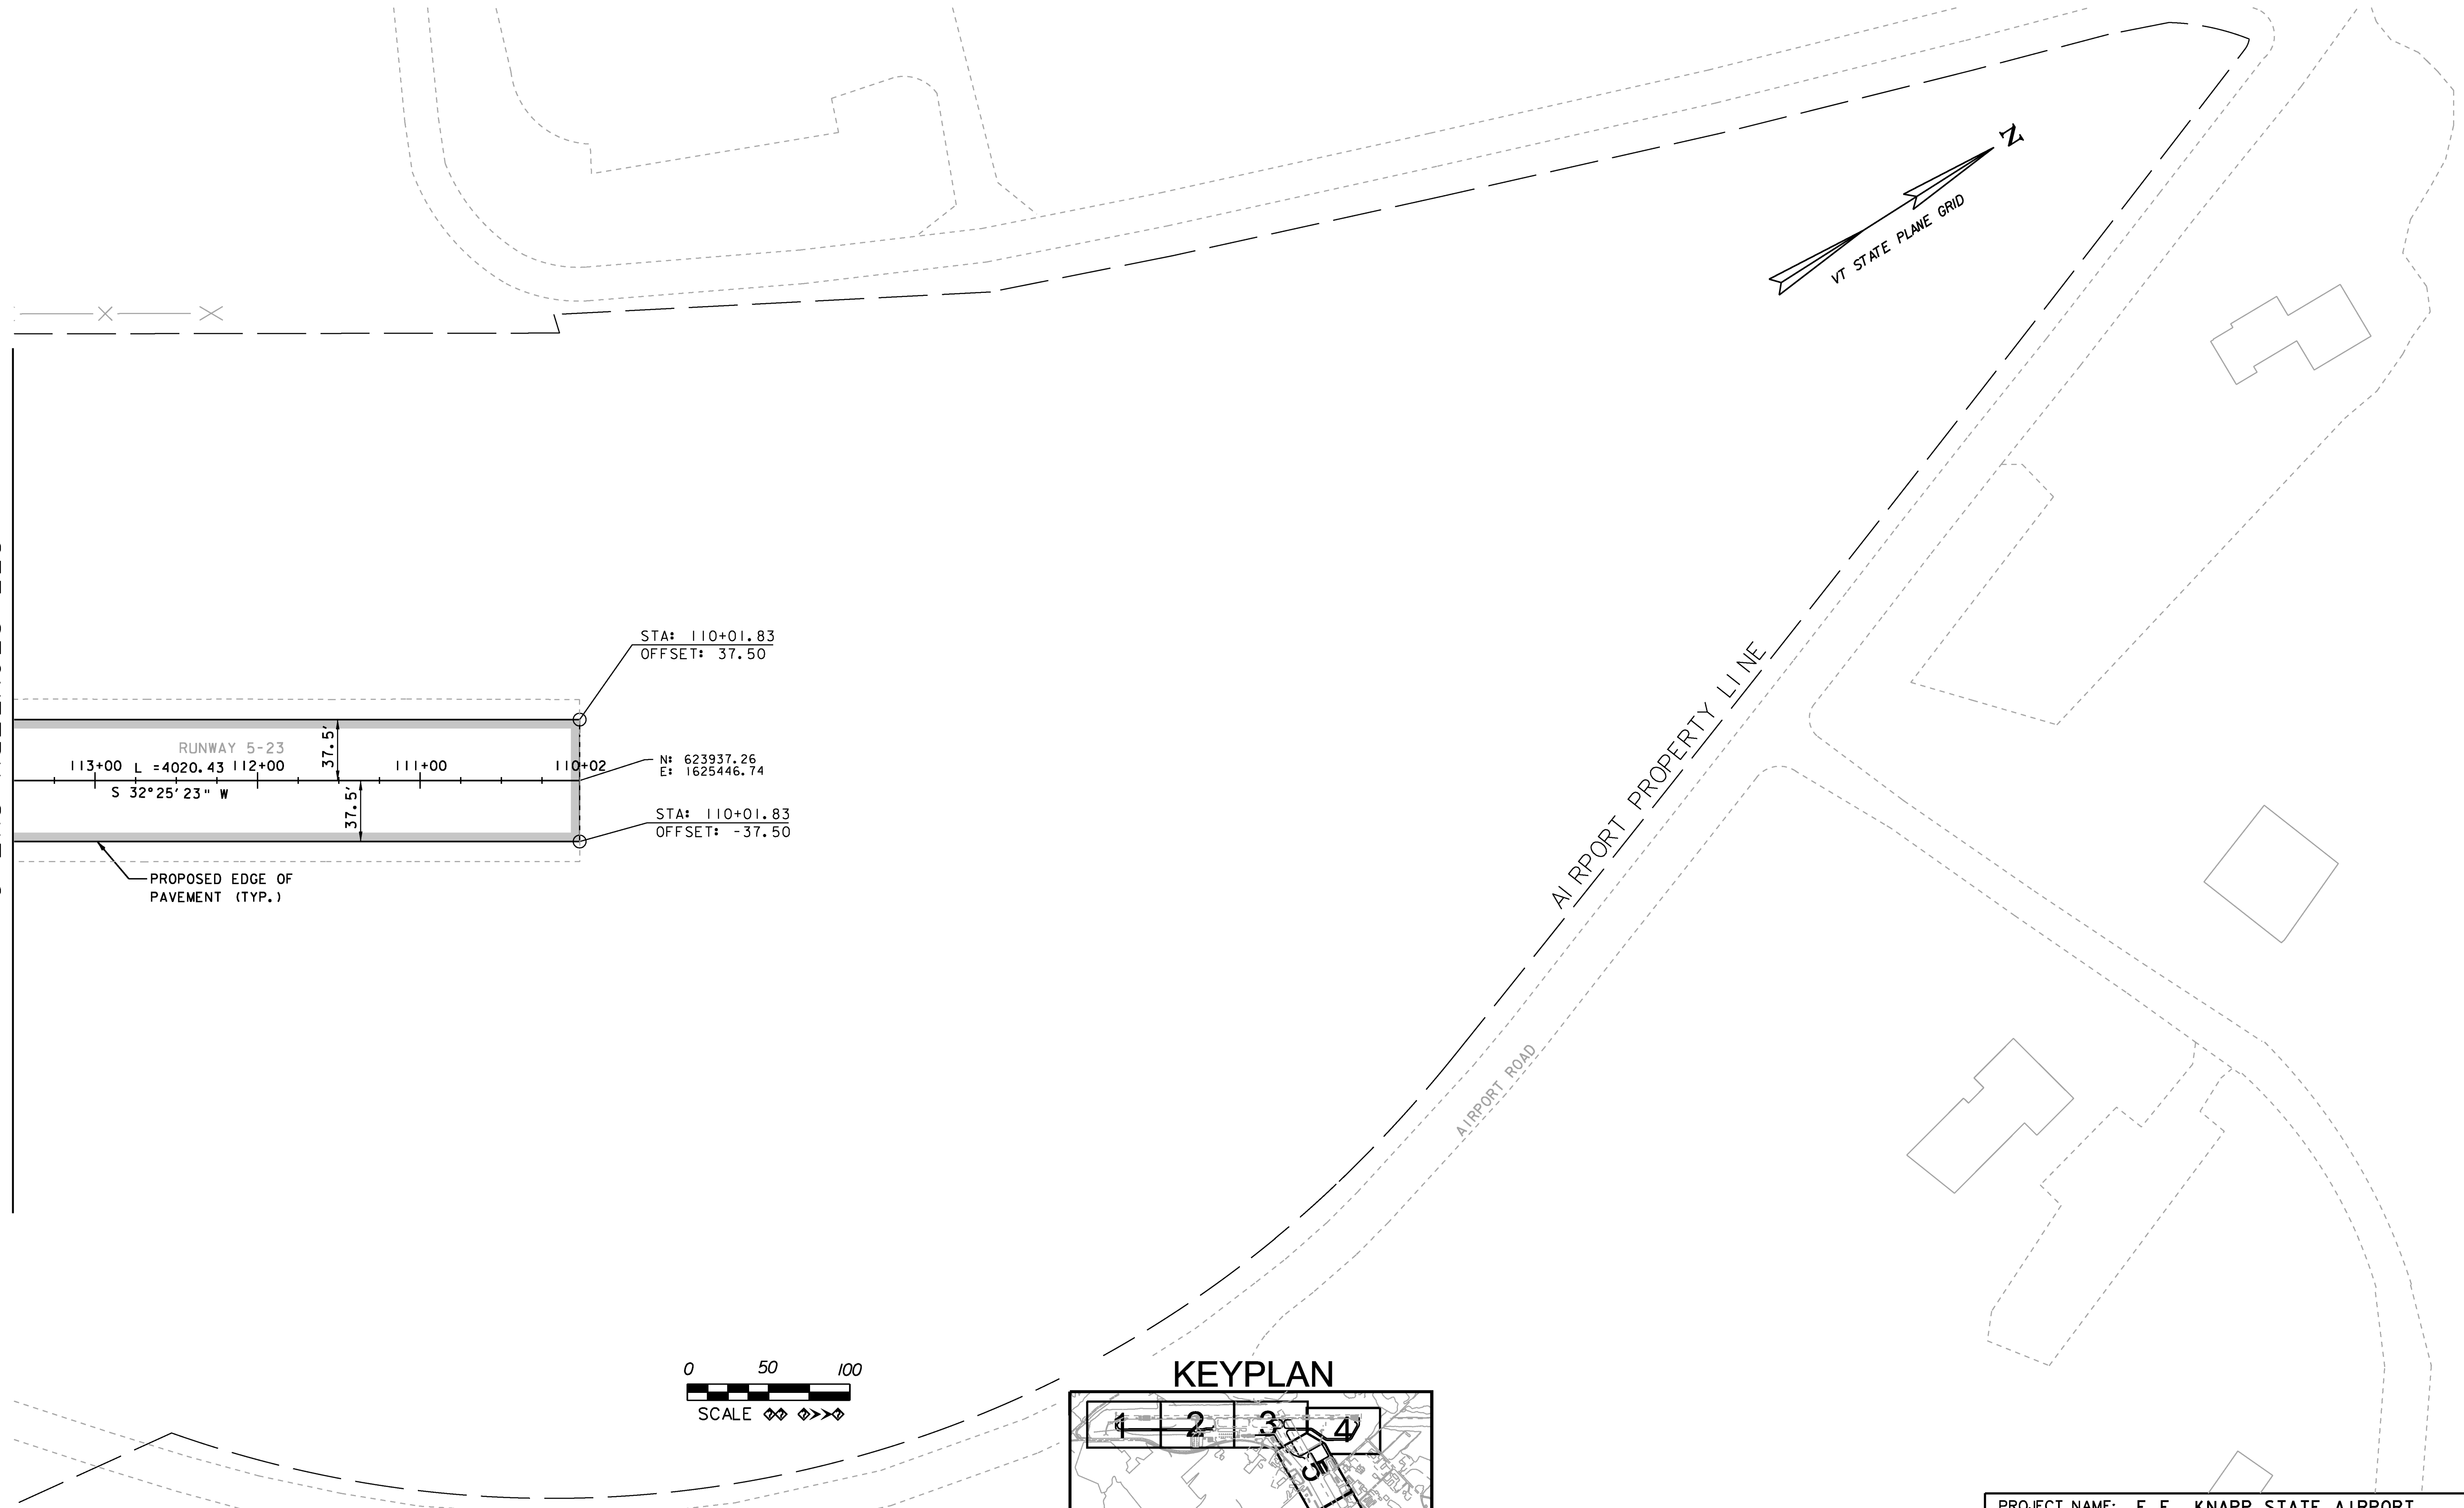 N
VT STATE PLANE GRID
STA: 110+01.83
OFFSET: 37.50
AIRPORT PROPERTY LINE
RUNWAY 5-23
37.5'
113+00 L =4020.43 112+00 111+00 110+02
S 32°25'23" W
N: 623937.26
E: 1625446.74
37.5'
STA: 110+01.83
OFFSET: -37.50
PROPOSED EDGE OF
PAVEMENT (TYP.)
AIRPORT ROAD
0 50 100
SCALE
KEYPLAN
1 2 3 4
5
PROJECT NAME: E.F. KNAPP STATE AIRPORT